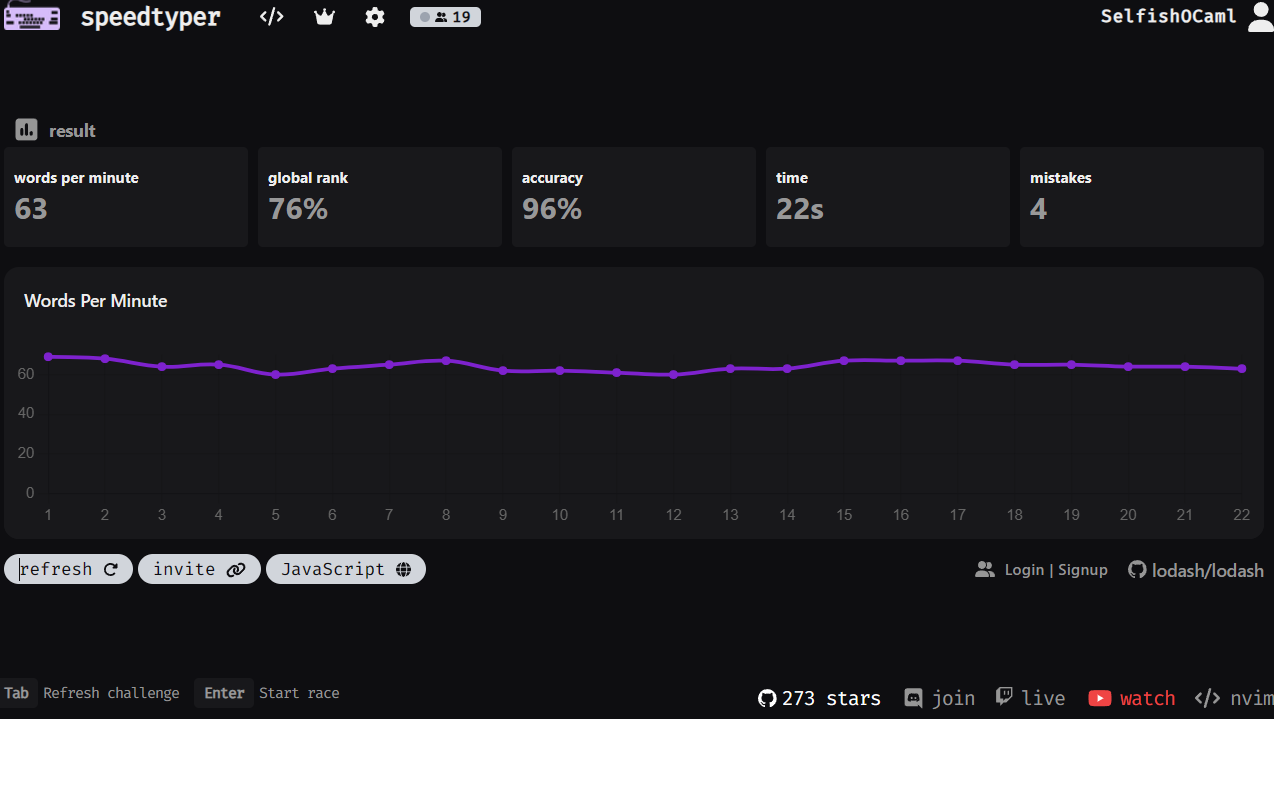 speedtyper </> 19 SelfishOCaml
result
words per minute global rank accuracy time mistakes
63 76% 96% 22s 4
Words Per Minute
60
40
20
0
1 2 3 4 5 6 7 8 9 10 11 12 13 14 15 16 17 18 19 20 21 22
refresh invite JavaScript Login | Signup lodash/lodash
Tab Refresh challenge Enter Start race
273 stars join live watch </> nvim